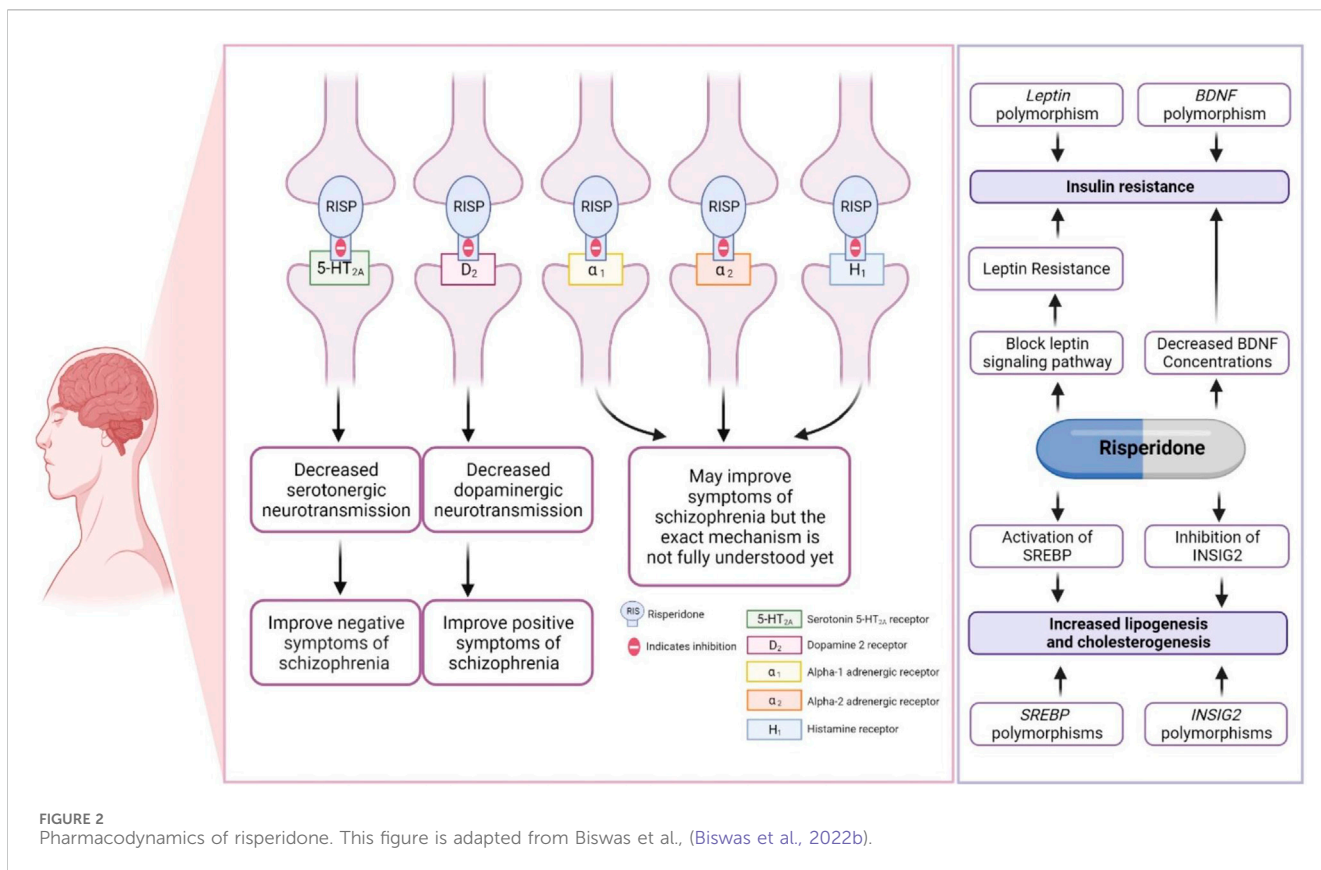 RISP
RISP
RISP
RISP
RISP
5-HT2A
D2
α1
α2
H1
Decreased
serotonergic
neurotransmission
Decreased
dopaminergic
neurotransmission
May improve
symptoms of
schizophrenia but the
exact mechanism is
not fully understood yet
Improve negative
symptoms of
schizophrenia
Improve positive
symptoms of
schizophrenia
RIS Risperidone
Indicates inhibition
5-HT2A Serotonin 5-HT2A receptor
D2 Dopamine 2 receptor
α1 Alpha-1 adrenergic receptor
α2 Alpha-2 adrenergic receptor
H1 Histamine receptor
Leptin
polymorphism
BDNF
polymorphism
Insulin resistance
Leptin Resistance
Block leptin
signaling pathway
Decreased BDNF
Concentrations
Risperidone
Activation of
SREBP
Inhibition of
INSIG2
Increased lipogenesis
and cholesterogenesis
SREBP
polymorphisms
INSIG2
polymorphisms
FIGURE 2
Pharmacodynamics of risperidone. This figure is adapted from Biswas et al., (Biswas et al., 2022b).